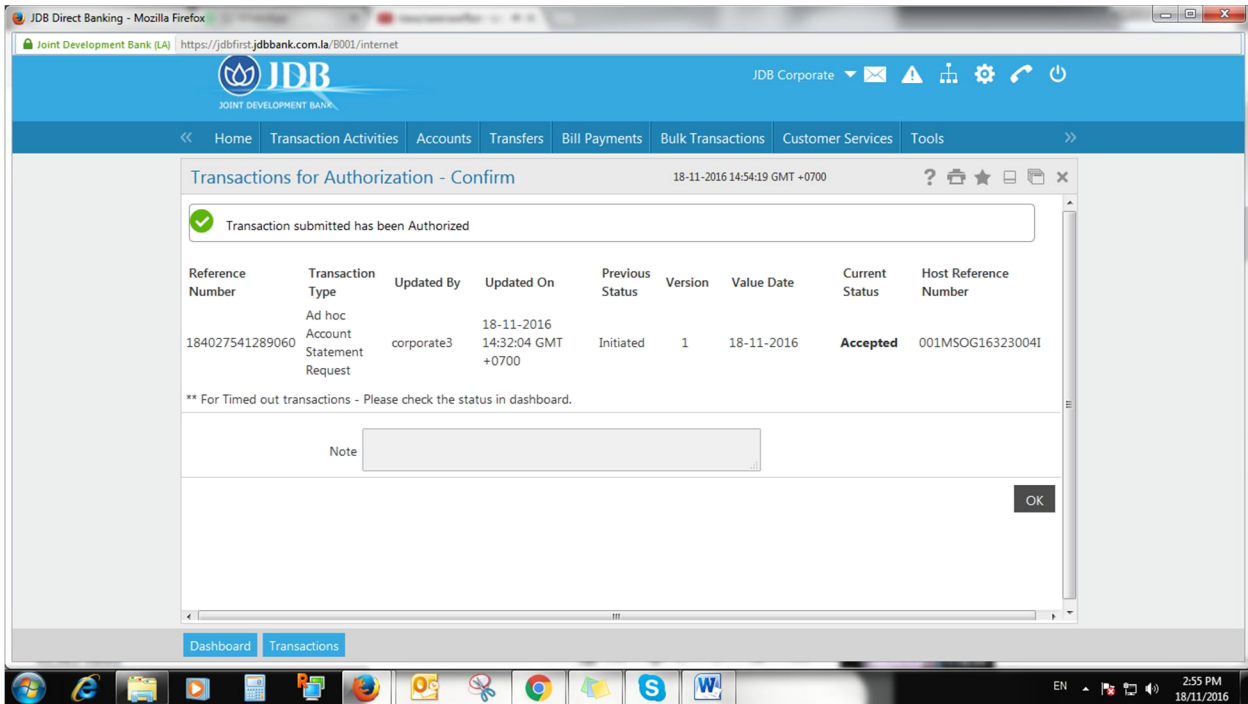 JDB Direct Banking - Mozilla Firefox
Joint Development Bank (LA) https://jdbfirst.jdbbank.com.la/B001/internet
JDB
JOINT DEVELOPMENT BANK
JDB Corporate
Home Transaction Activities Accounts Transfers Bill Payments Bulk Transactions Customer Services Tools
Transactions for Authorization - Confirm 18-11-2016 14:54:19 GMT +0700
Transaction submitted has been Authorized
Reference Number Transaction Type Updated By Updated On Previous Status Version Value Date Current Status Host Reference Number
184027541289060 Ad hoc Account Statement Request corporate3 18-11-2016 14:32:04 GMT +0700 Initiated 1 18-11-2016 Accepted 001MSOG16323004I
** For Timed out transactions - Please check the status in dashboard.
Note
OK
Dashboard Transactions
EN 2:55 PM
18/11/2016